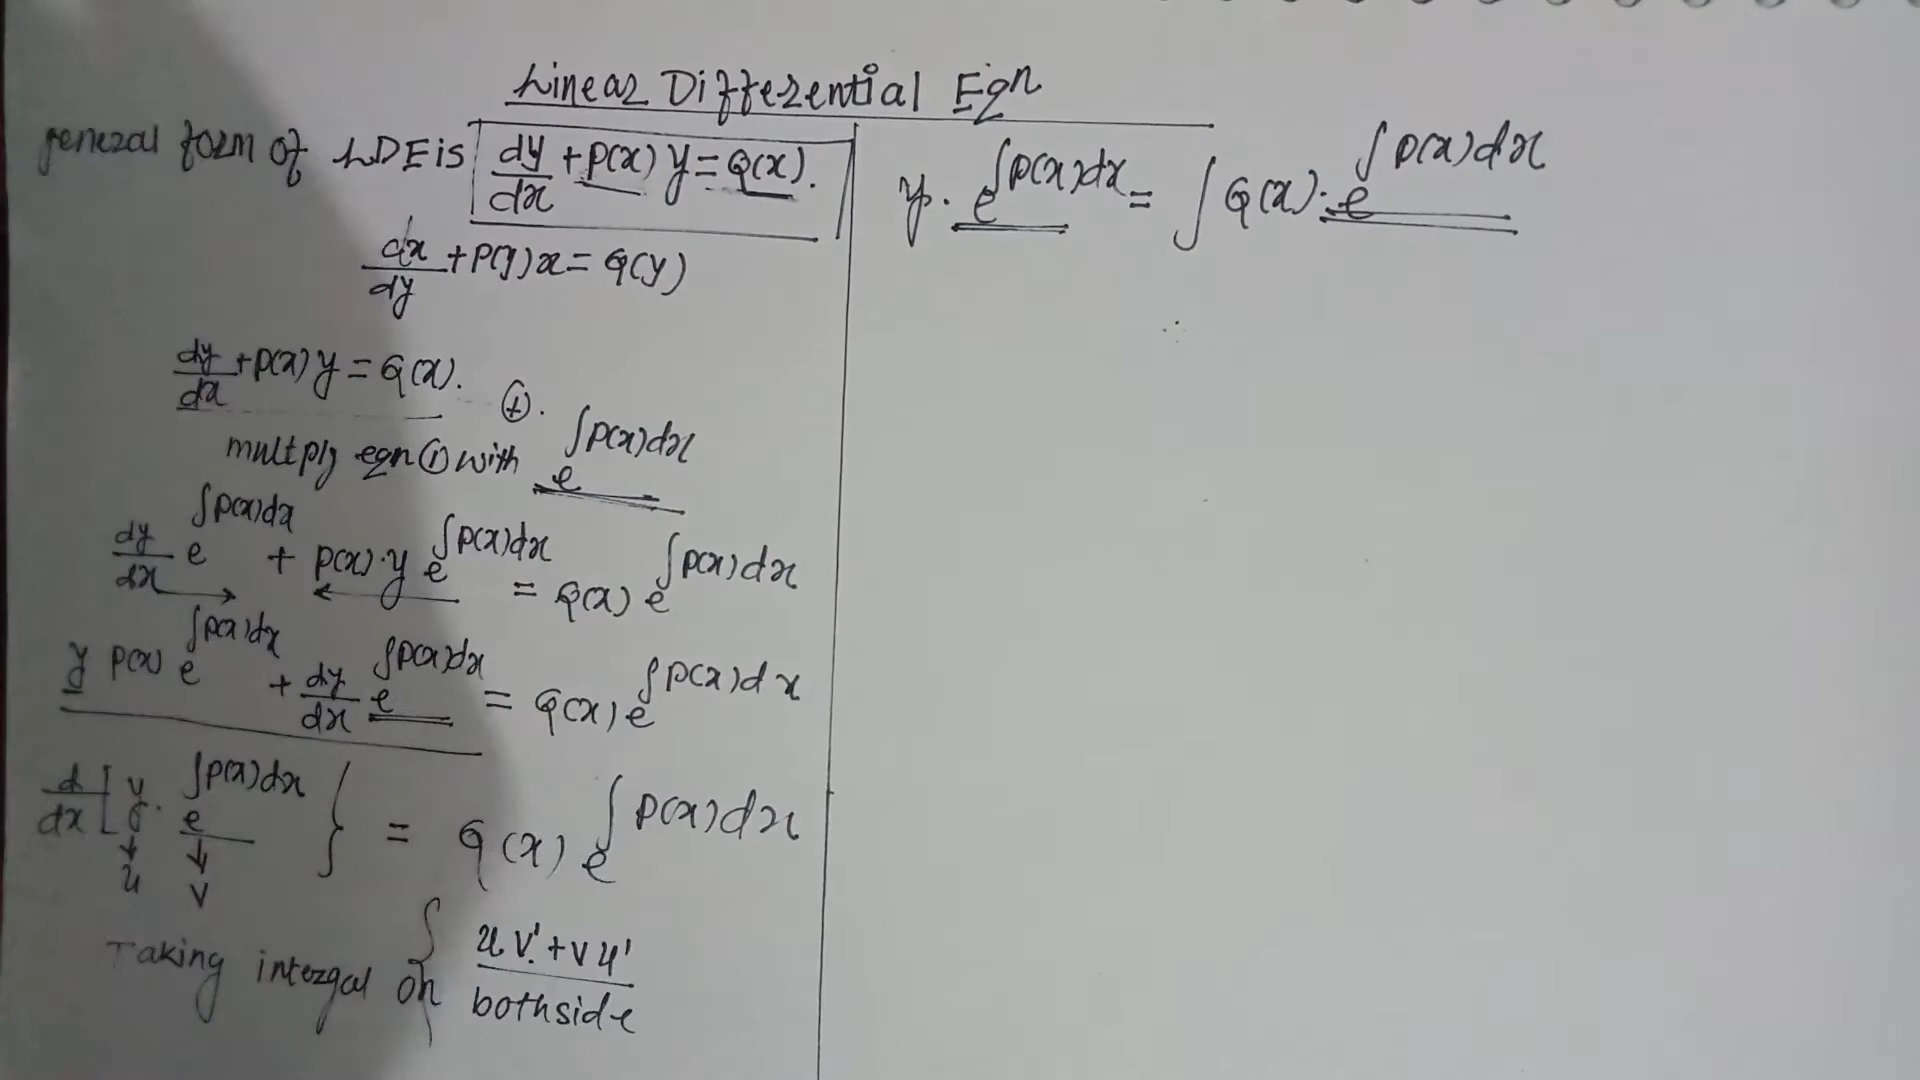 Linear Differential Eqn
general form of LDE is dy/dx + P(x) y = Q(x).
dx/dy + P(y) x = Q(y)
dy/dx + P(x) y = Q(x). ①.
multply eqn ① with e^∫P(x)dx
dy/dx e^∫P(x)dx + P(x)·y e^∫P(x)dx = Q(x) e^∫P(x)dx
y P(x) e^∫P(x)dx + dy/dx e^∫P(x)dx = Q(x) e^∫P(x)dx
d/dx [y. e^∫P(x)dx } = Q(x) e^∫P(x)dx
↓ ↓
u v
{ uv' + vu'
Taking integral on bothside
y. e^∫P(x)dx = ∫Q(x). e^∫P(x)dx